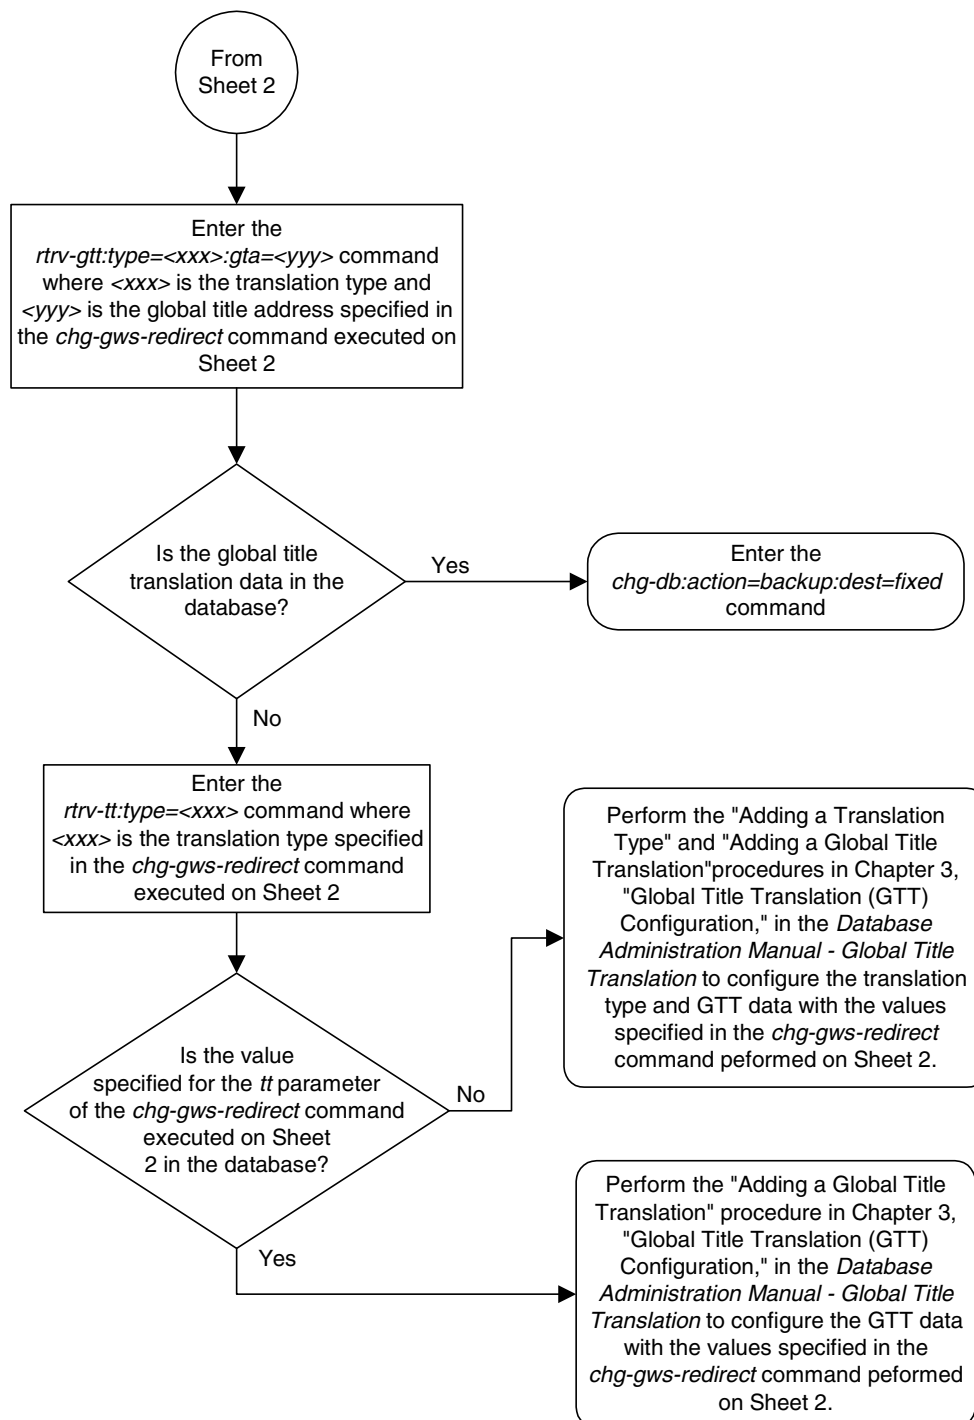 From
Sheet 2
Enter the
rtrv-gtt:type=<xxx>:gta=<yyy> command
where <xxx> is the translation type and
<yyy> is the global title address specified in
the chg-gws-redirect command executed on
Sheet 2
Is the global title
translation data in the
database?
Yes
Enter the
chg-db:action=backup:dest=fixed
command
No
Enter the
rtrv-tt:type=<xxx> command where
<xxx> is the translation type specified
in the chg-gws-redirect command
executed on Sheet 2
Is the value
specified for the tt parameter
of the chg-gws-redirect command
executed on Sheet
2 in the database?
No
Perform the "Adding a Translation
Type" and "Adding a Global Title
Translation"procedures in Chapter 3,
"Global Title Translation (GTT)
Configuration," in the Database
Administration Manual - Global Title
Translation to configure the translation
type and GTT data with the values
specified in the chg-gws-redirect
command peformed on Sheet 2.
Yes
Perform the "Adding a Global Title
Translation" procedure in Chapter 3,
"Global Title Translation (GTT)
Configuration," in the Database
Administration Manual - Global Title
Translation to configure the GTT data
with the values specified in the
chg-gws-redirect command peformed
on Sheet 2.